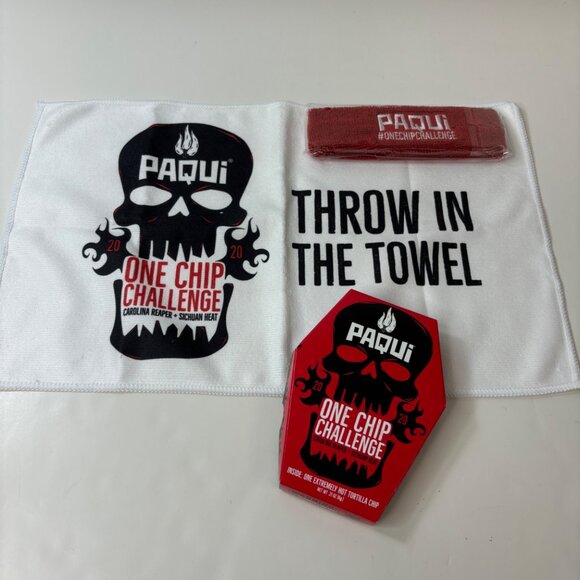 PAQUI®
20 20
ONE CHIP
CHALLENGE
CAROLINA REAPER + SICHUAN HEAT
PAQUI
#ONECHIPCHALLENGE
THROW IN
THE TOWEL
PAQUI
20 20
ONE CHIP
CHALLENGE
INSIDE: ONE EXTREMELY HOT TORTILLA CHIP